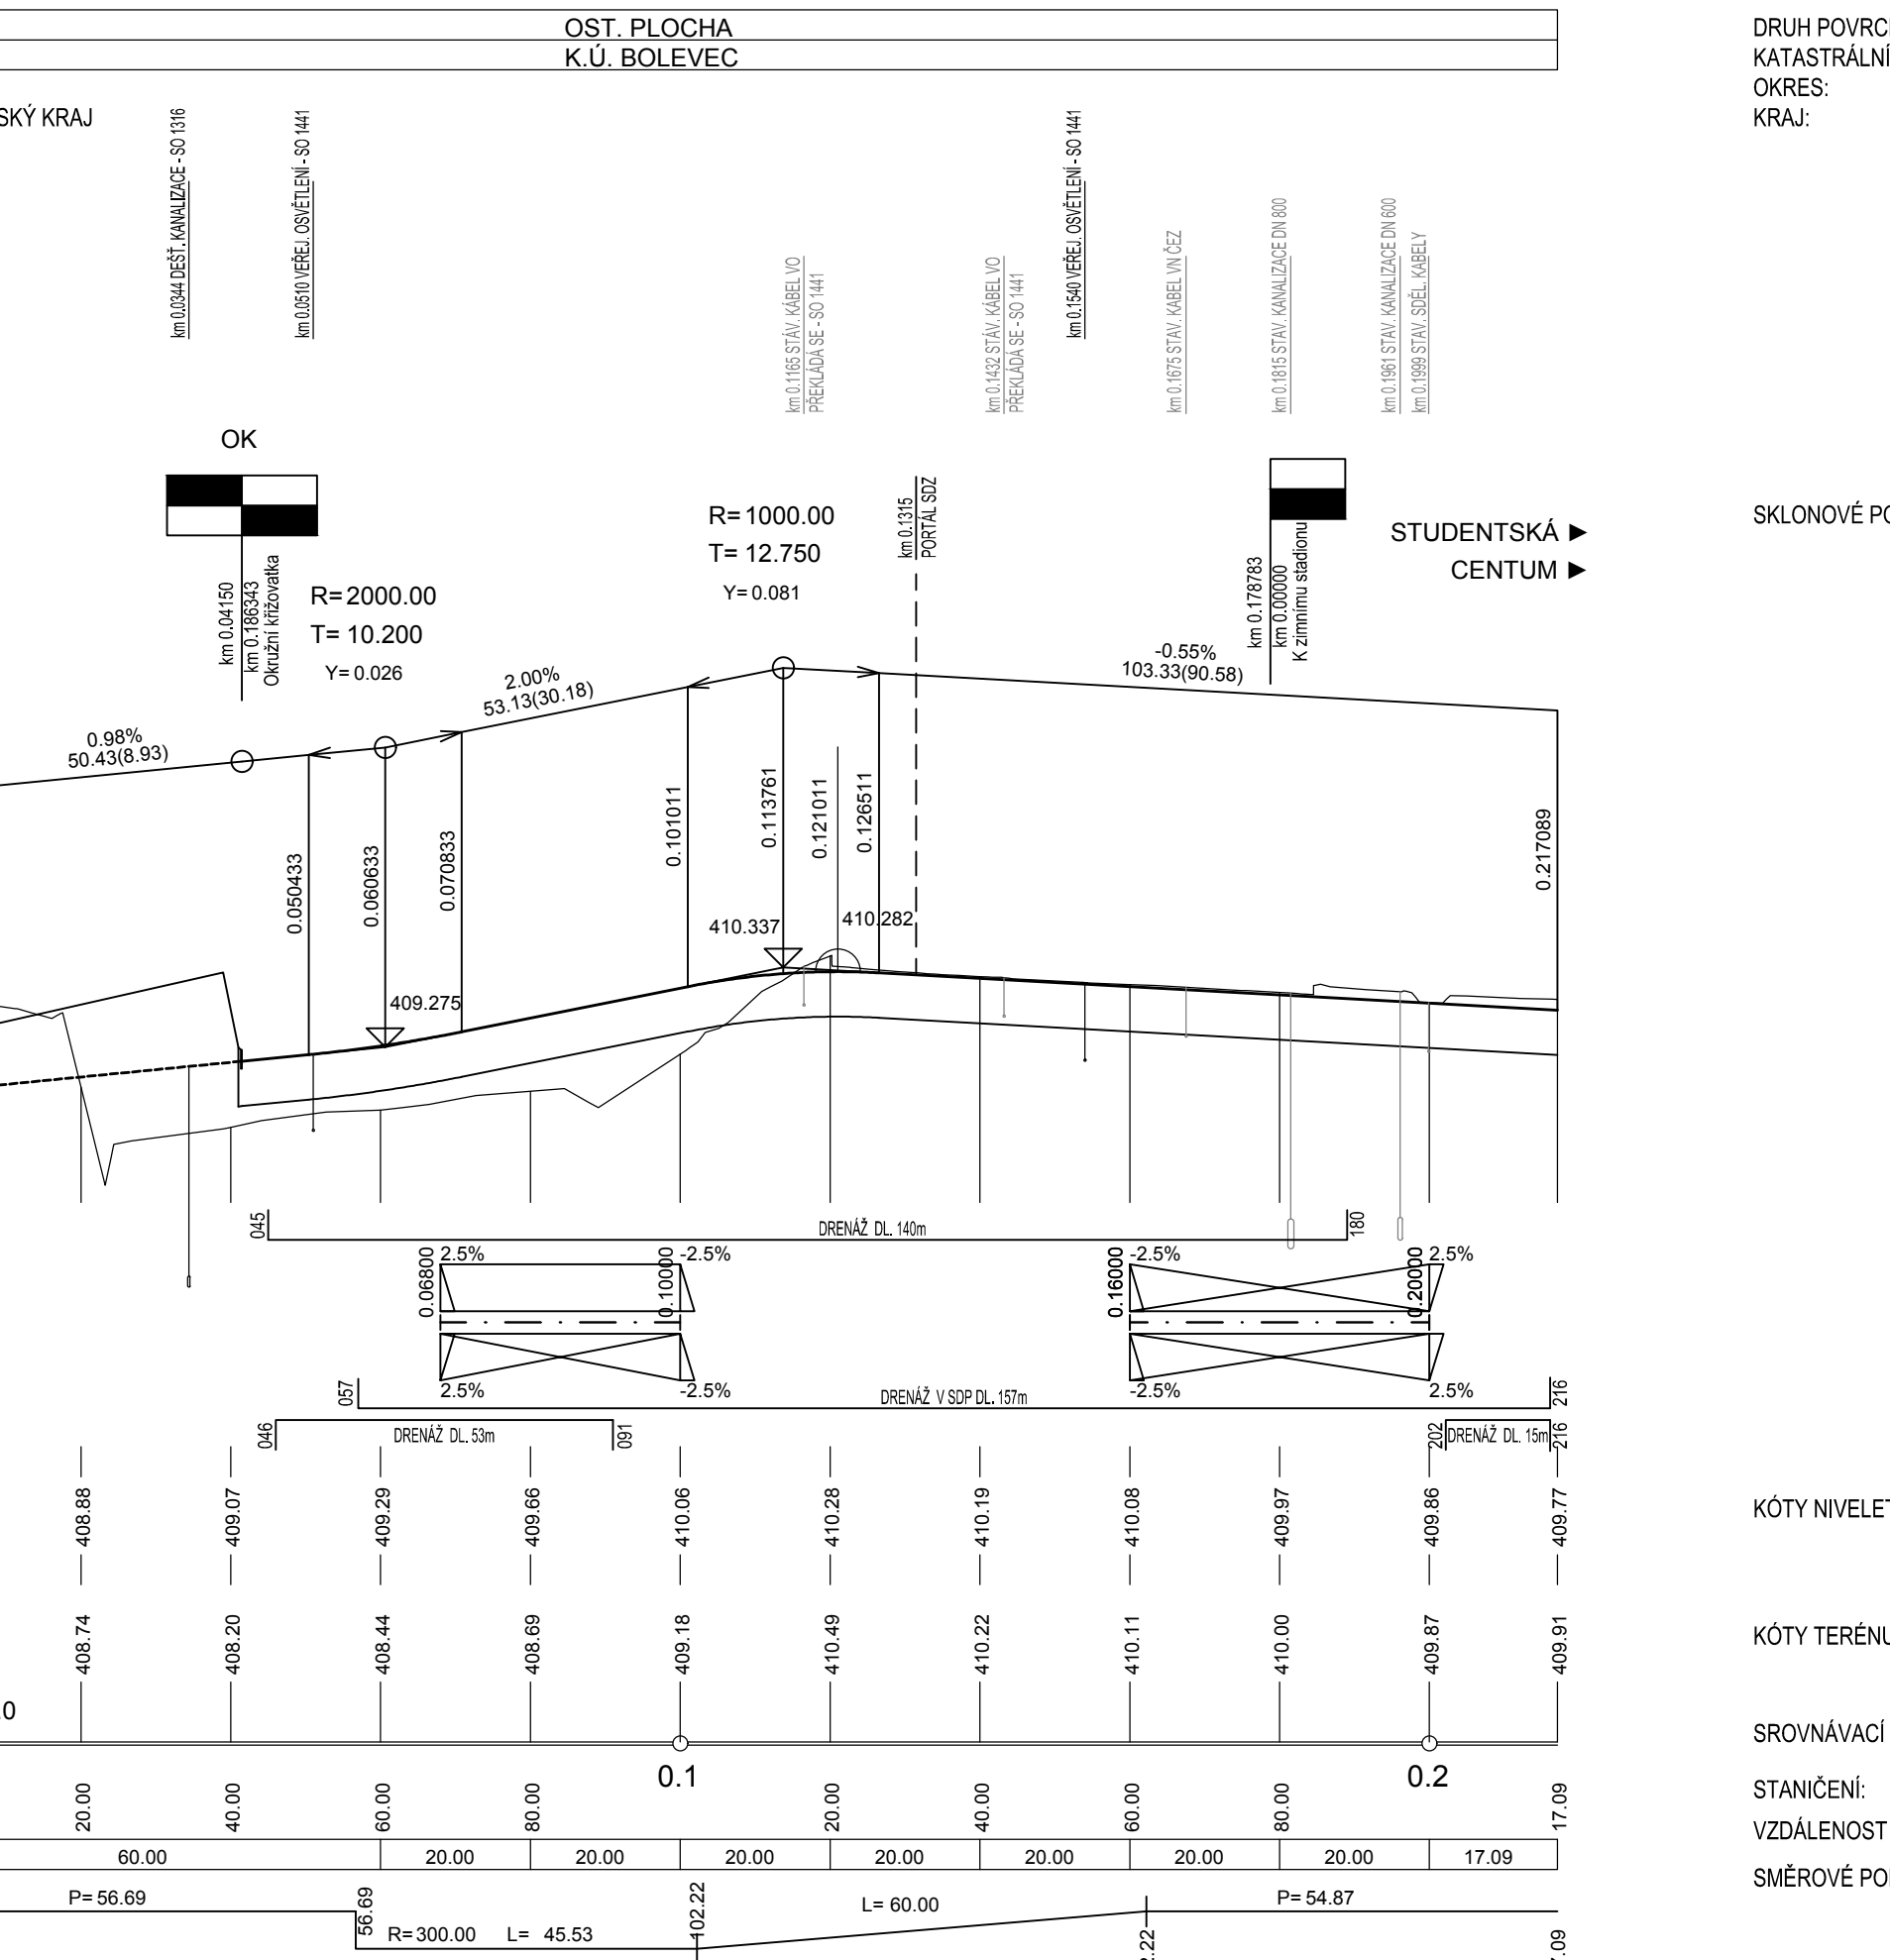 OST. PLOCHA
K.Ú. BOLEVEC
DRUH POVRC
KATASTRÁLNÍ
OKRES:
KRAJ:
SKÝ KRAJ
km 0.0344 DEŠŤ. KANALIZACE - SO 1316
km 0.0510 VEŘEJ. OSVĚTLENÍ - SO 1441
km 0.1165 STÁV. KÁBEL VO
PŘEKLÁDÁ SE - SO 1441
km 0.1432 STÁV. KÁBEL VO
PŘEKLÁDÁ SE - SO 1441
km 0.1540 VEŘEJ. OSVĚTLENÍ - SO 1441
km 0.1675 STAV. KABEL VN ČEZ
km 0.1815 STAV. KANALIZACE DN 800
km 0.1961 STAV. KANALIZACE DN 600
km 0.1999 STAV. SDĚL. KABELY
OK
km 0.04150
km 0.186343
Okružní křižovatka
R=2000.00
T= 10.200
Y= 0.026
R=1000.00
T= 12.750
Y= 0.081
km 0.1315
PORTÁL SDZ
km 0.178783
km 0.00000
K zimnímu stadionu
STUDENTSKÁ ►
CENTUM ►
SKLONOVÉ PO
0.98%
50.43(8.93)
2.00%
53.13(30.18)
-0.55%
103.33(90.58)
0.050433
0.060633
0.070833
0.101011
0.113761
0.121011
0.126511
0.217089
409.275
410.337
410.282
045
DRENÁŽ DL. 140m
180
0.06800
2.5%
0.10000
-2.5%
0.16000
-2.5%
0.20000
2.5%
2.5%
-2.5%
-2.5%
2.5%
057
DRENÁŽ V SDP DL. 157m
216
046
DRENÁŽ DL. 53m
091
202
DRENÁŽ DL. 15m
216
408.88
409.07
409.29
409.66
410.06
410.28
410.19
410.08
409.97
409.86
409.77
KÓTY NIVELET
408.74
408.20
408.44
408.69
409.18
410.49
410.22
410.11
410.00
409.87
409.91
KÓTY TERÉNU
.0
SROVNÁVACÍ
0.1
0.2
20.00
40.00
60.00
80.00
20.00
40.00
60.00
80.00
17.09
STANIČENÍ:
60.00
20.00
20.00
20.00
20.00
20.00
20.00
20.00
17.09
VZDÁLENOST
P= 56.69
56.69
R=300.00 L= 45.53
102.22
L= 60.00
2.22
P= 54.87
7.09
SMĚROVÉ PO